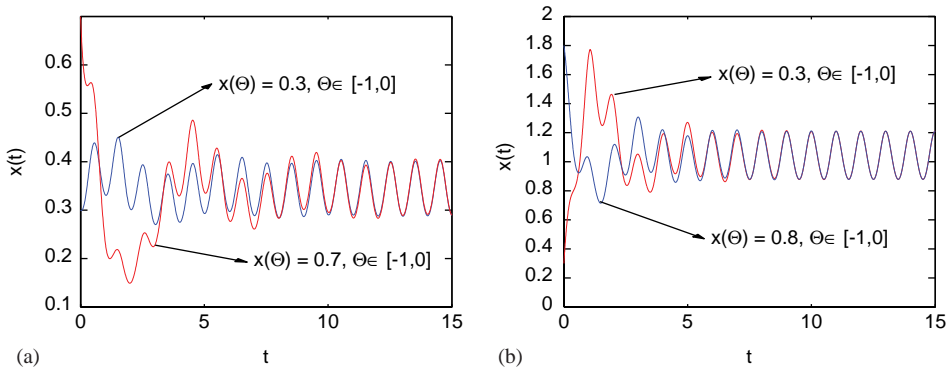 0.6
0.5
0.4
0.3
0.2
0.1
x(t)
x(Θ) = 0.3, Θ∈ [-1,0]
x(Θ) = 0.7, Θ∈ [-1,0]
0 5 10 15
(a) t
2
1.8
1.6
1.4
1.2
1
0.8
0.6
0.4
0.2
0
x(t)
x(Θ) = 0.3, Θ∈ [-1,0]
x(Θ) = 0.8, Θ∈ [-1,0]
0 5 10 15
(b) t